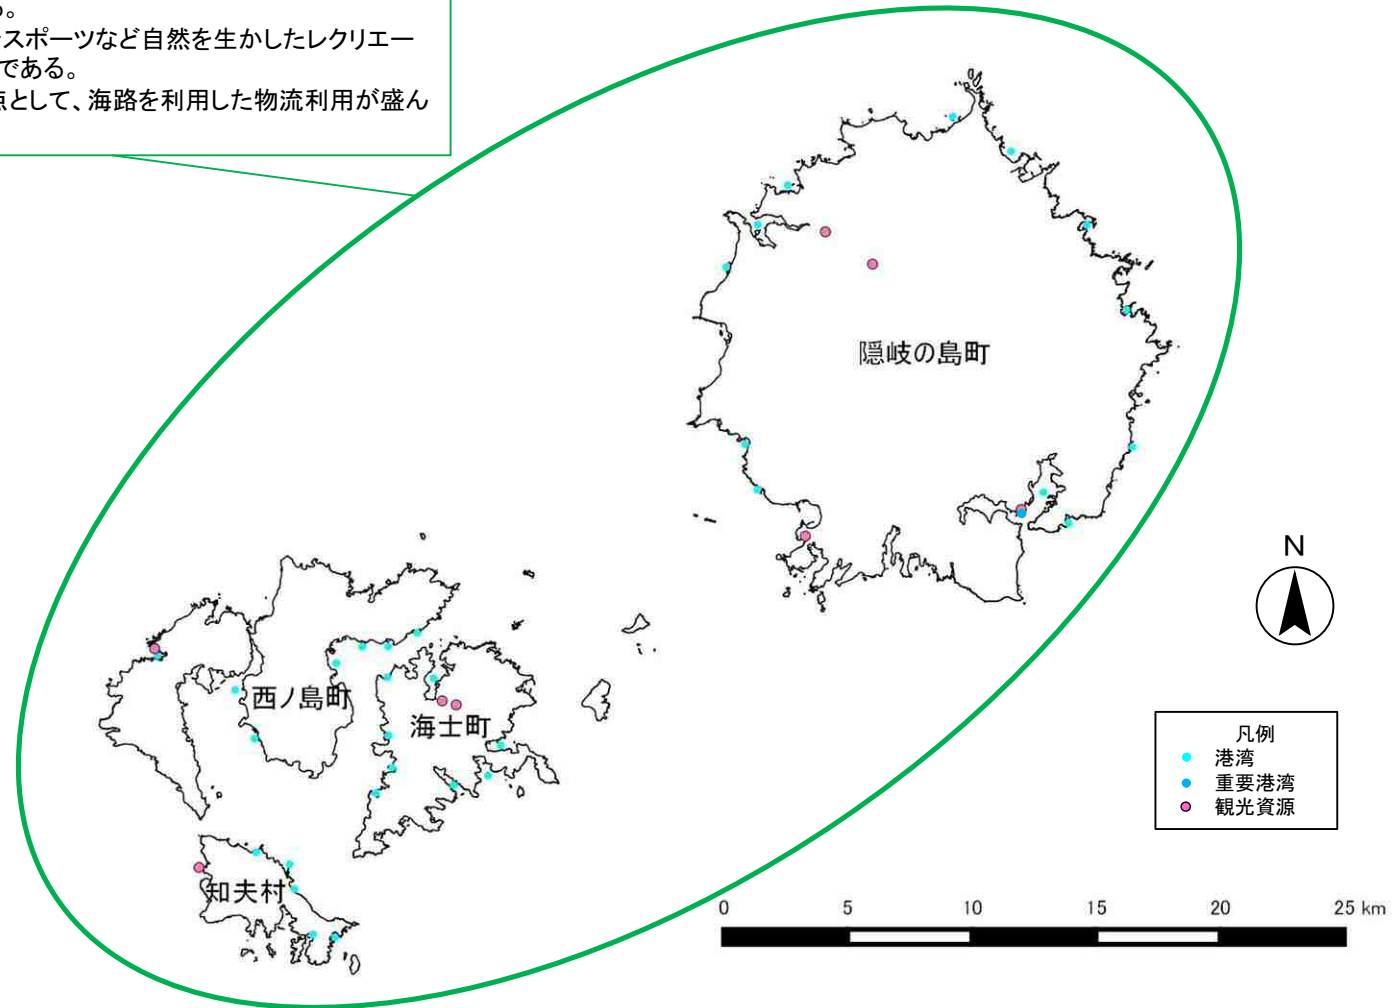 る。
スポーツなど自然を生かしたレクリエー
である。
点として、海路を利用した物流利用が盛ん
隠岐の島町
N
西ノ島町
海士町
凡例
港湾
重要港湾
観光資源
知夫村
0 5 10 15 20 25 km